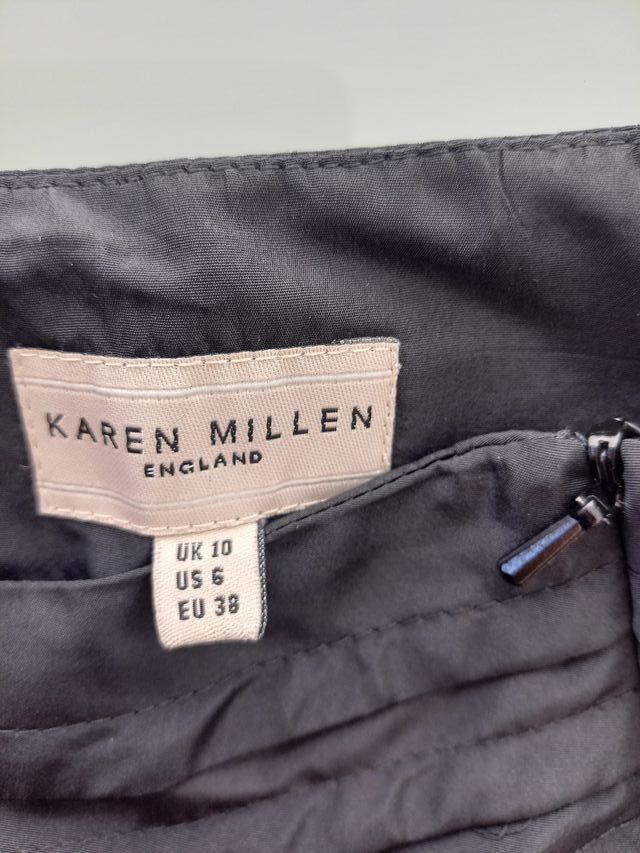 KAREN MILLEN
ENGLAND
UK 10
US 6
EU 38